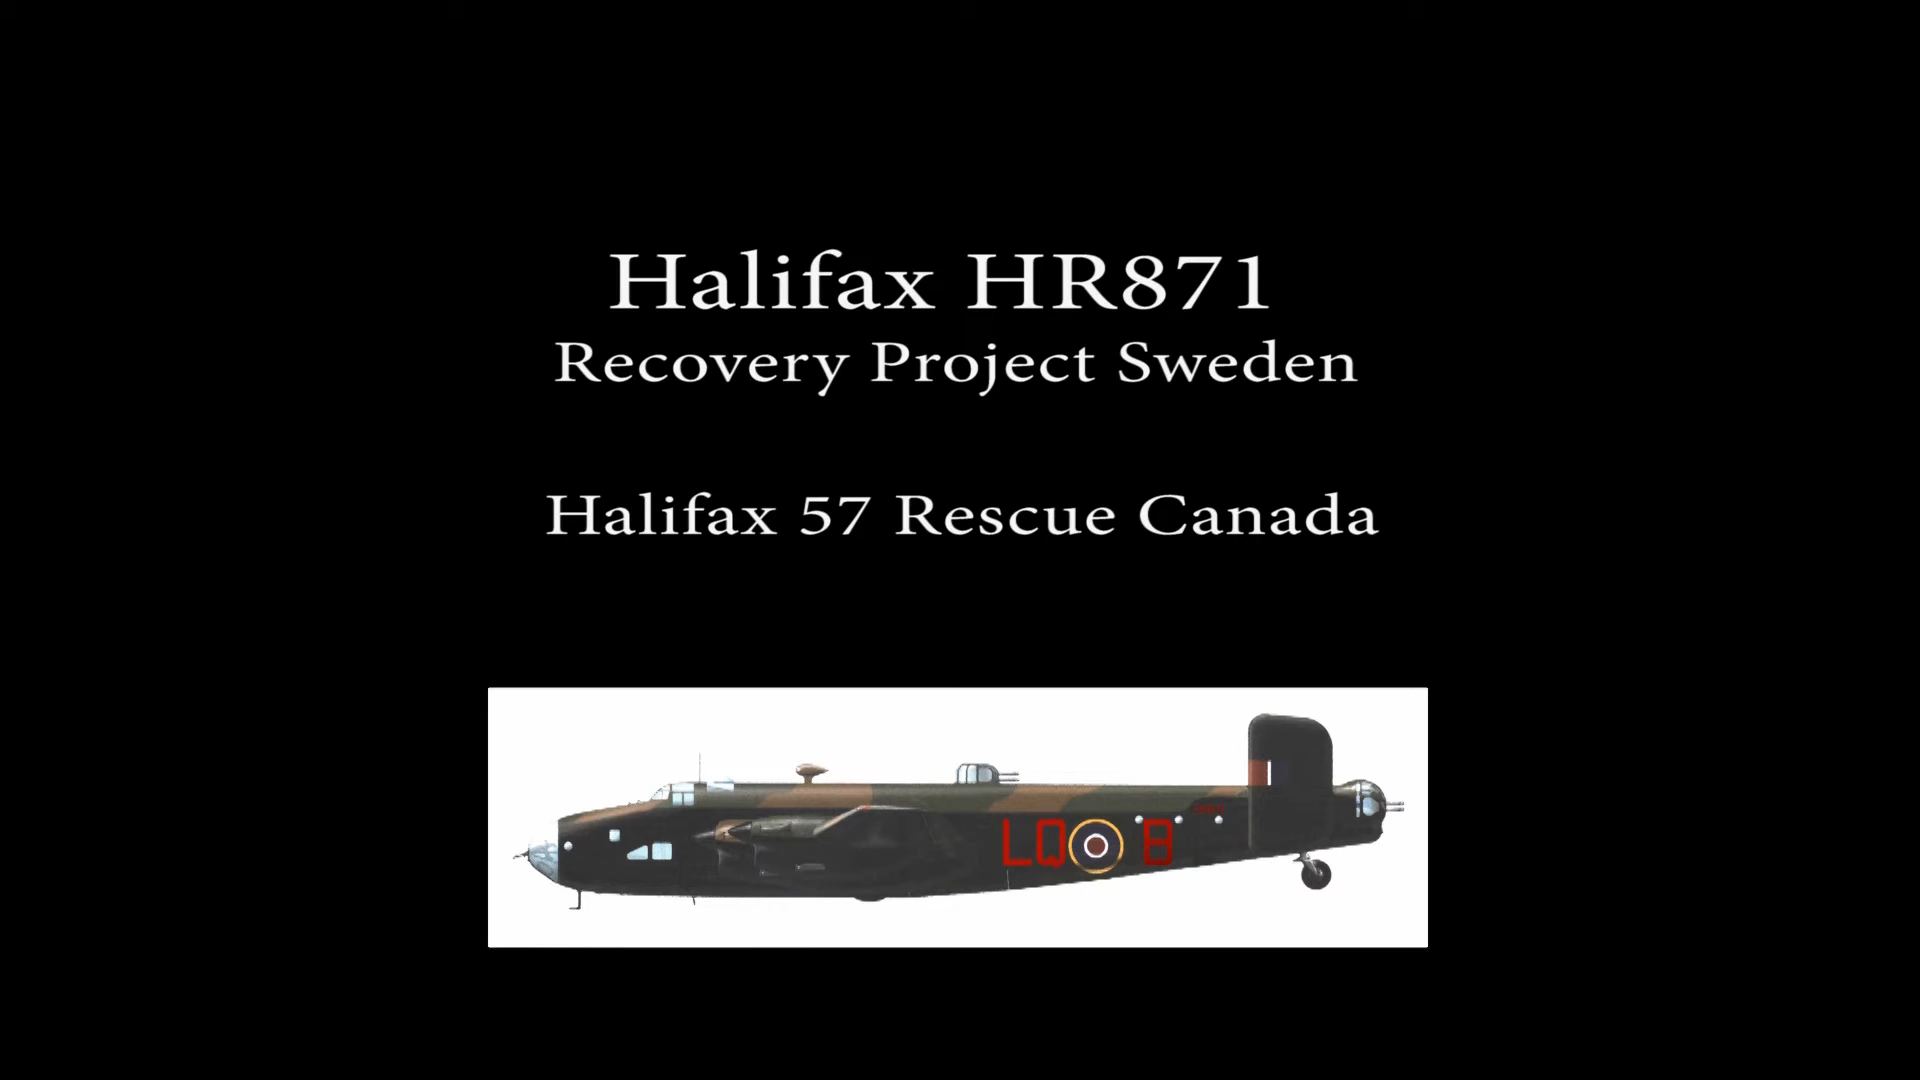 Halifax HR871
Recovery Project Sweden
Halifax 57 Rescue Canada
LQ B